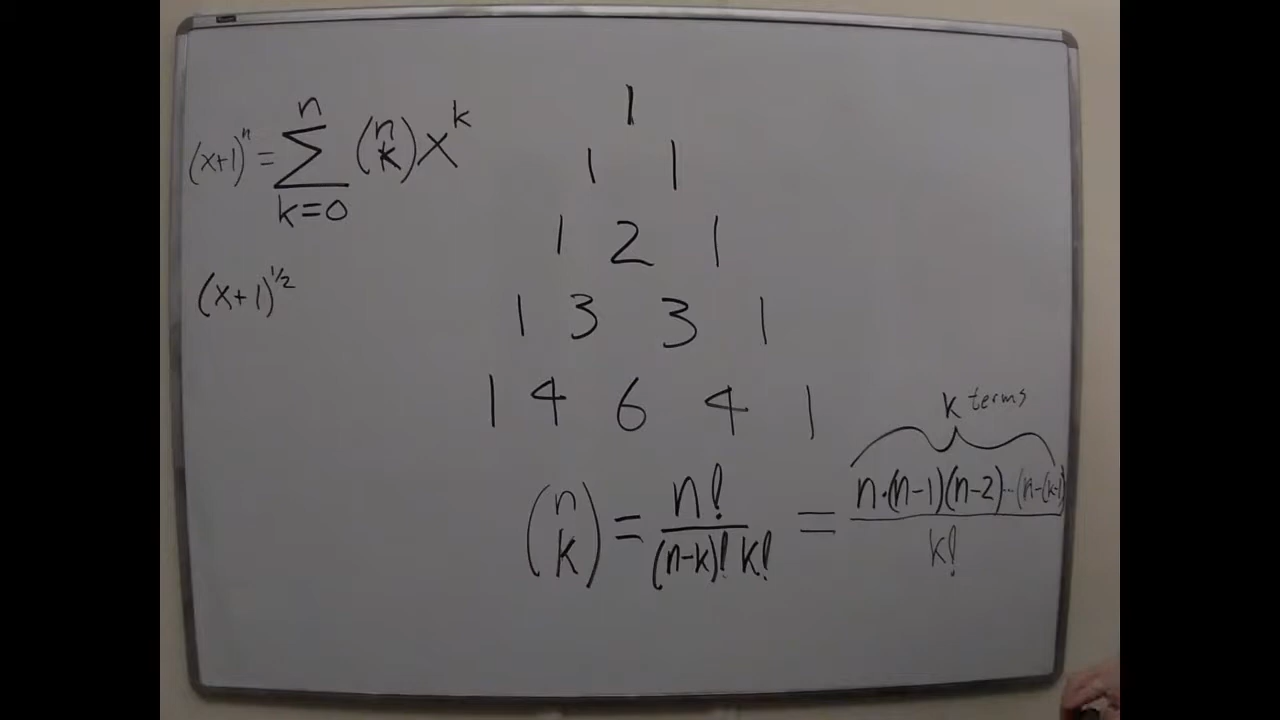 (x+1)^n = ∑_{k=0}^{n} (n k) x^k
(x+1)^{1/2}
1
1 1
1 2 1
1 3 3 1
1 4 6 4 1
k terms
(n k) = n!/((n-k)! k!) = n·(n-1)(n-2)···(n-(k-1))/k!